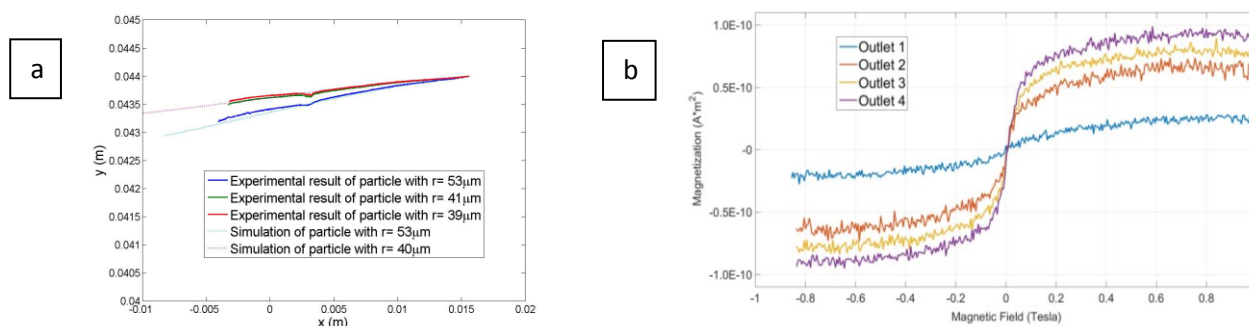 a
0.045
0.0445
0.044
0.0435
0.043
0.0425
0.042
0.0415
0.041
0.0405
0.04
y (m)
Experimental result of particle with r= 53μm
Experimental result of particle with r= 41μm
Experimental result of particle with r= 39μm
Simulation of particle with r= 53μm
Simulation of particle with r= 40μm
-0.01 -0.005 0 0.005 0.01 0.015 0.02
x (m)
b
1.0E-10
0.5E-10
-0
-0.5E-10
-1.0E-10
Magnetization (A*m²)
Outlet 1
Outlet 2
Outlet 3
Outlet 4
-1 -0.8 -0.6 -0.4 -0.2 0 0.2 0.4 0.6 0.8
Magnetic Field (Tesla)